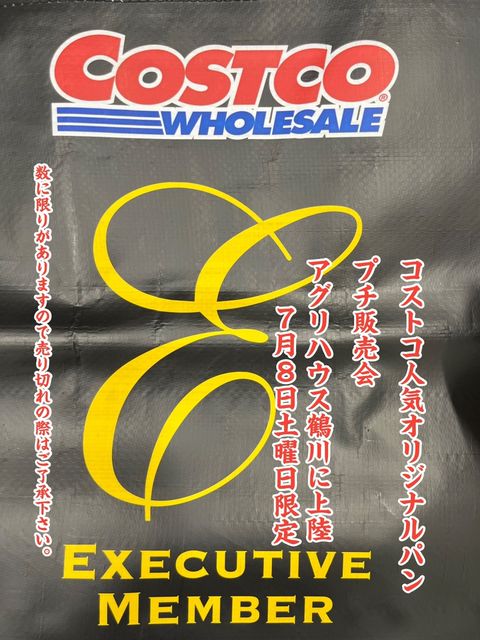 COSTCO
WHOLESALE
コストコ人気オリジナルパン
プチ販売会
アグリハウス鶴川に上陸
7月8日土曜日限定
数に限りがありますので売り切れの際はご了承下さい。
E
EXECUTIVE
MEMBER